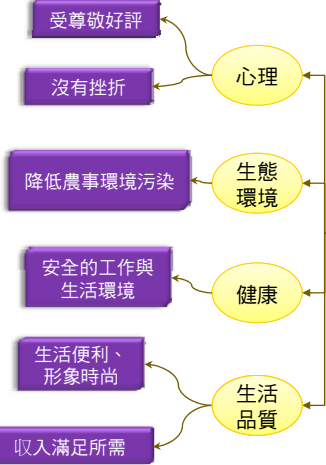 受尊敬好評
沒有挫折
心理
降低農事環境污染
生態
環境
安全的工作與
生活環境
健康
生活便利、
形象時尚
生活
品質
收入滿足所需